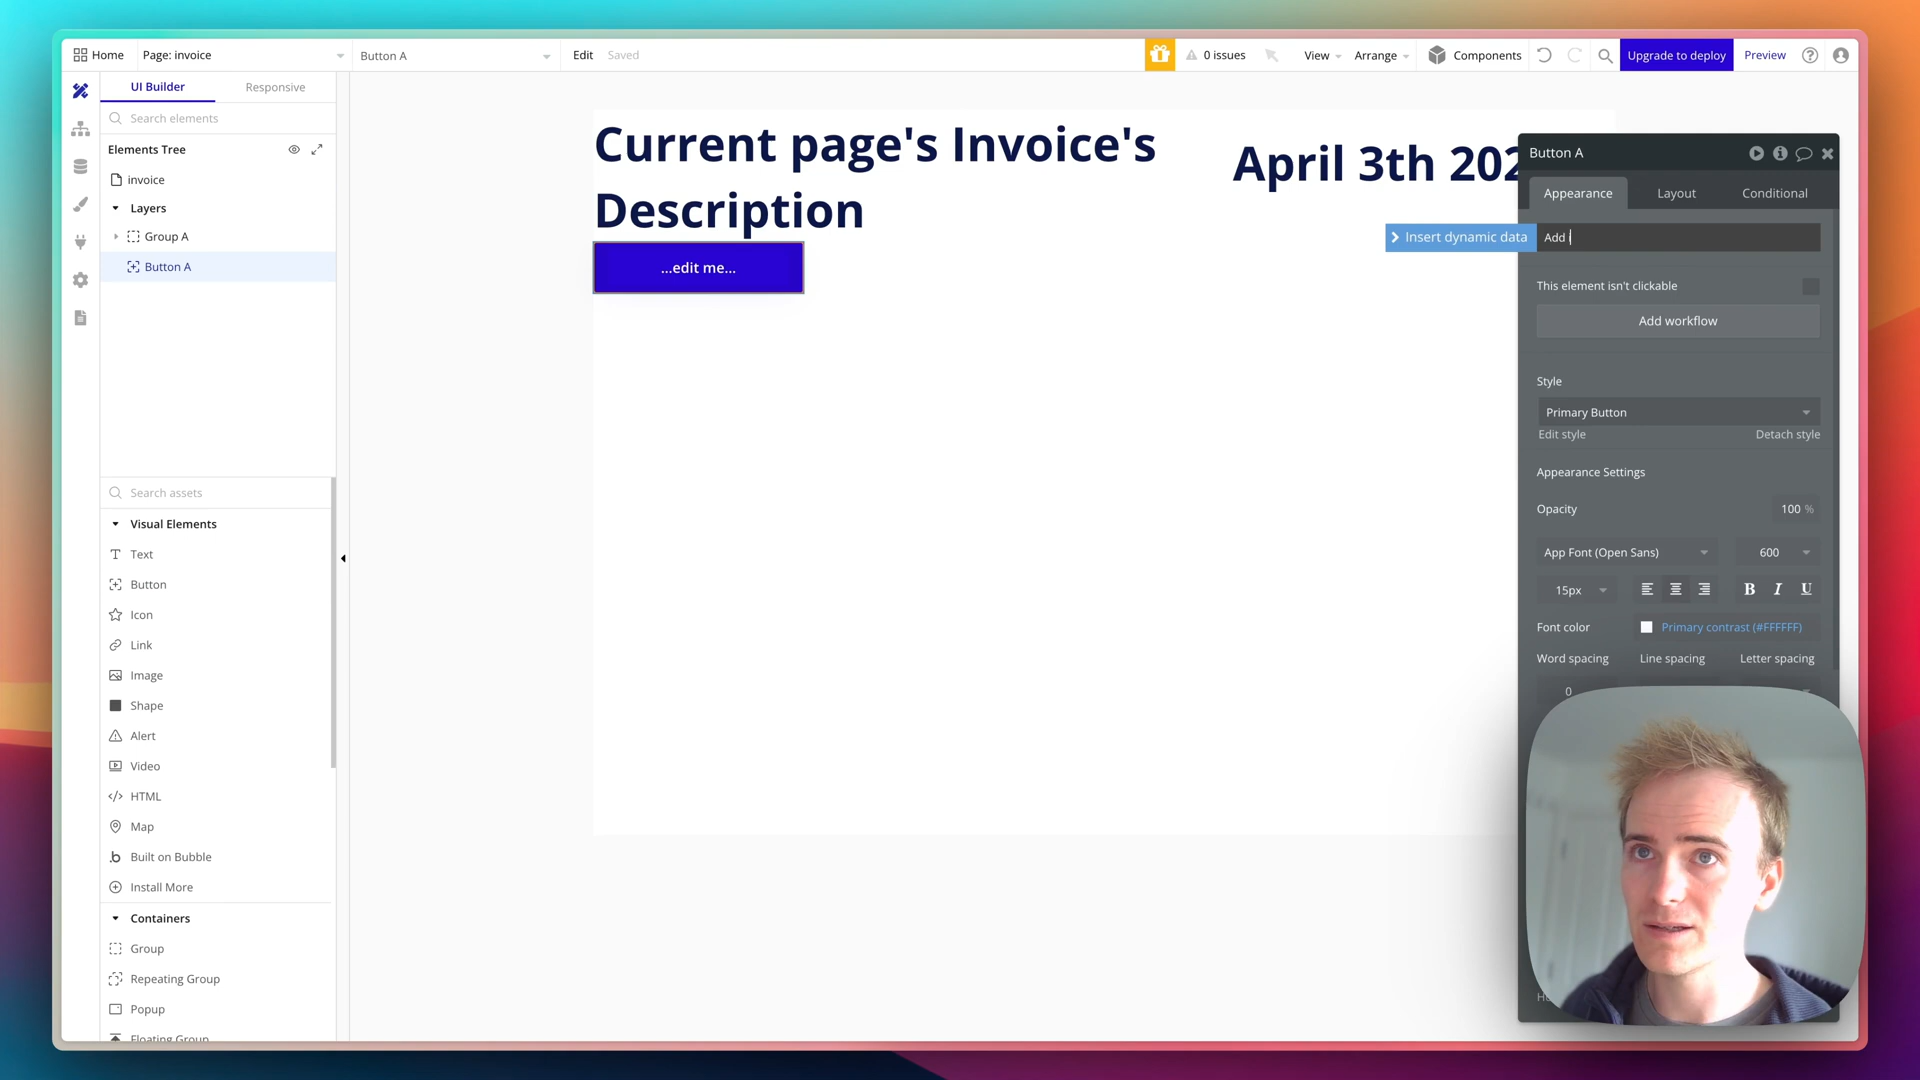 Home
Page: invoice
Button A
Edit
Saved
0 issues
View
Arrange
Components
Upgrade to deploy
Preview
UI Builder
Responsive
Search elements
Elements Tree
invoice
Layers
Group A
Button A
Search assets
Visual Elements
Text
Button
Icon
Link
Image
Shape
Alert
Video
HTML
Map
Built on Bubble
Install More
Containers
Group
Repeating Group
Popup
Floating Group
Current page's Invoice's
Description
April 3th 202
...edit me...
Button A
Appearance
Layout
Conditional
Insert dynamic data
Add
This element isn't clickable
Add workflow
Style
Primary Button
Edit style
Detach style
Appearance Settings
Opacity
100 %
App Font (Open Sans)
600
15px
B I U
Font color
Primary contrast (#FFFFFF)
Word spacing
Line spacing
Letter spacing
0